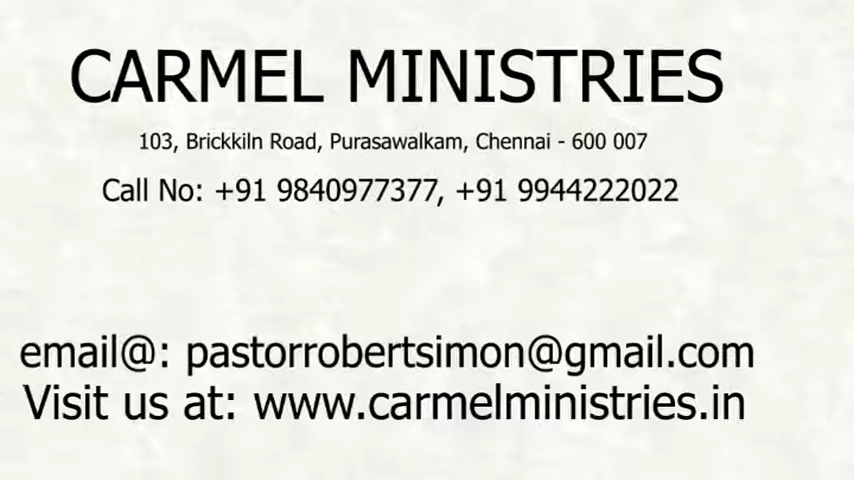 CARMEL MINISTRIES
103, Brickkiln Road, Purasawalkam, Chennai - 600 007
Call No: +91 9840977377, +91 9944222022
email@: pastorrobertsimon@gmail.com
Visit us at: www.carmelministries.in